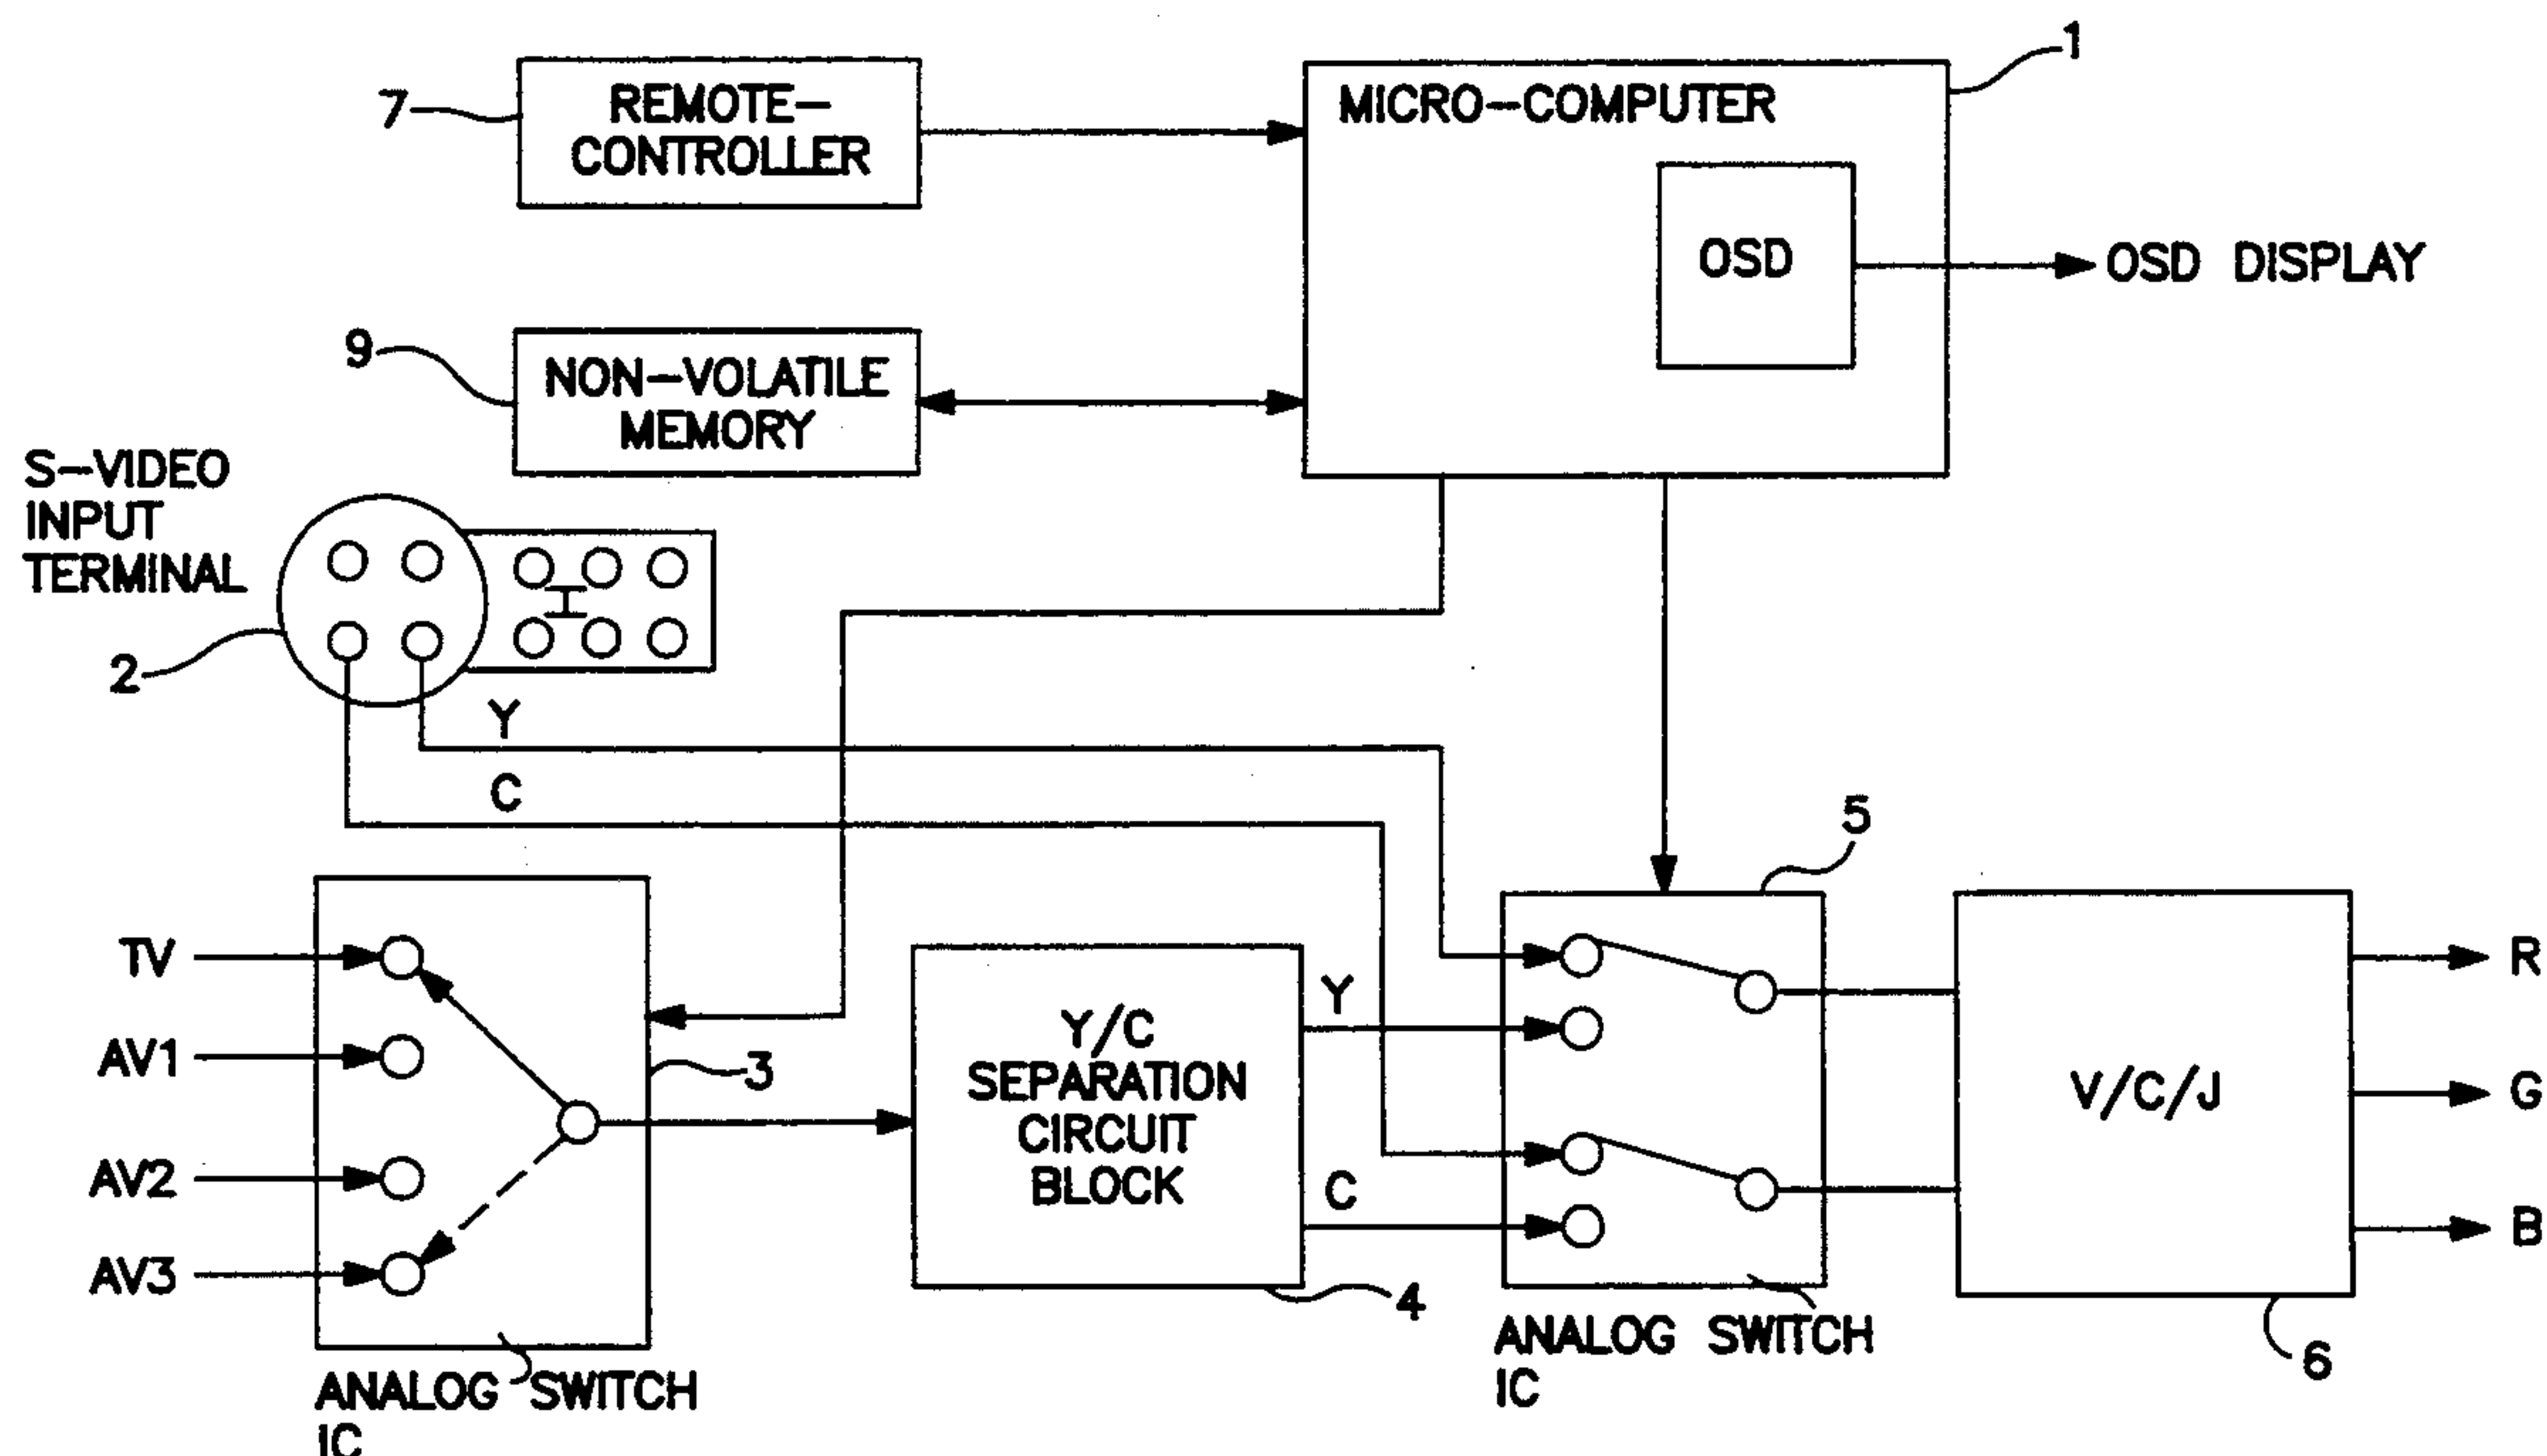 1
7
REMOTE-
CONTROLLER
MICRO-COMPUTER
OSD
OSD DISPLAY
9
NON-VOLATILE
MEMORY
S-VIDEO
INPUT
TERMINAL
2
Y
C
5
TV
AV1
AV2
AV3
3
Y/C
SEPARATION
CIRCUIT
BLOCK
Y
C
4
V/C/J
R
G
B
6
ANALOG SWITCH
IC
ANALOG SWITCH
IC